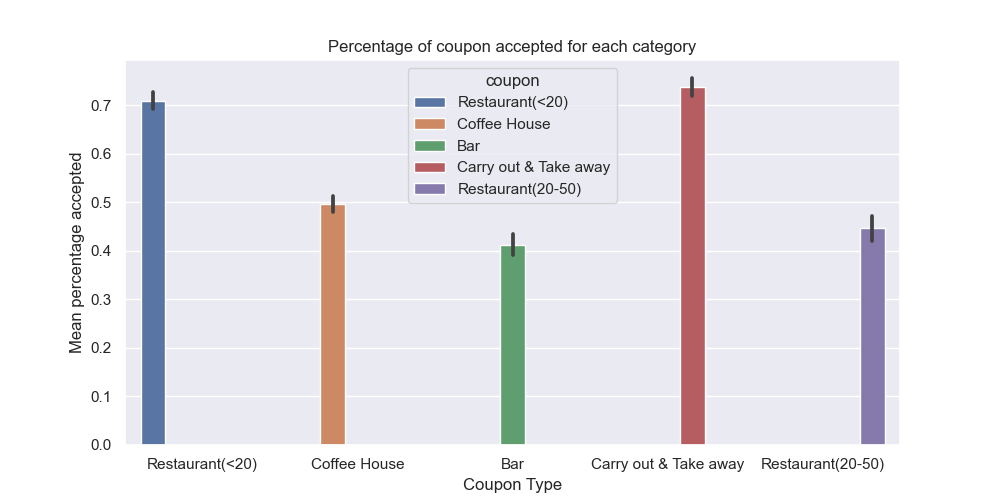 Percentage of coupon accepted for each category
coupon
Restaurant(<20)
Coffee House
Bar
Carry out & Take away
Restaurant(20-50)
Mean percentage accepted
0.7
0.6
0.5
0.4
0.3
0.2
0.1
0.0
Restaurant(<20) Coffee House Bar Carry out & Take away Restaurant(20-50)
Coupon Type